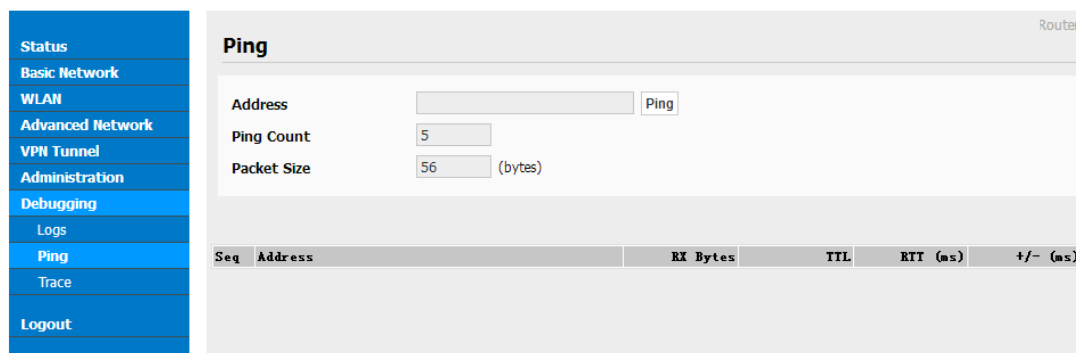 Router
Status
Basic Network
WLAN
Advanced Network
VPN Tunnel
Administration
Debugging
Logs
Ping
Trace
Logout
Ping
Address Ping
Ping Count 5
Packet Size 56 (bytes)
Seq Address RX Bytes TTL RTT (ms) +/- (ms)